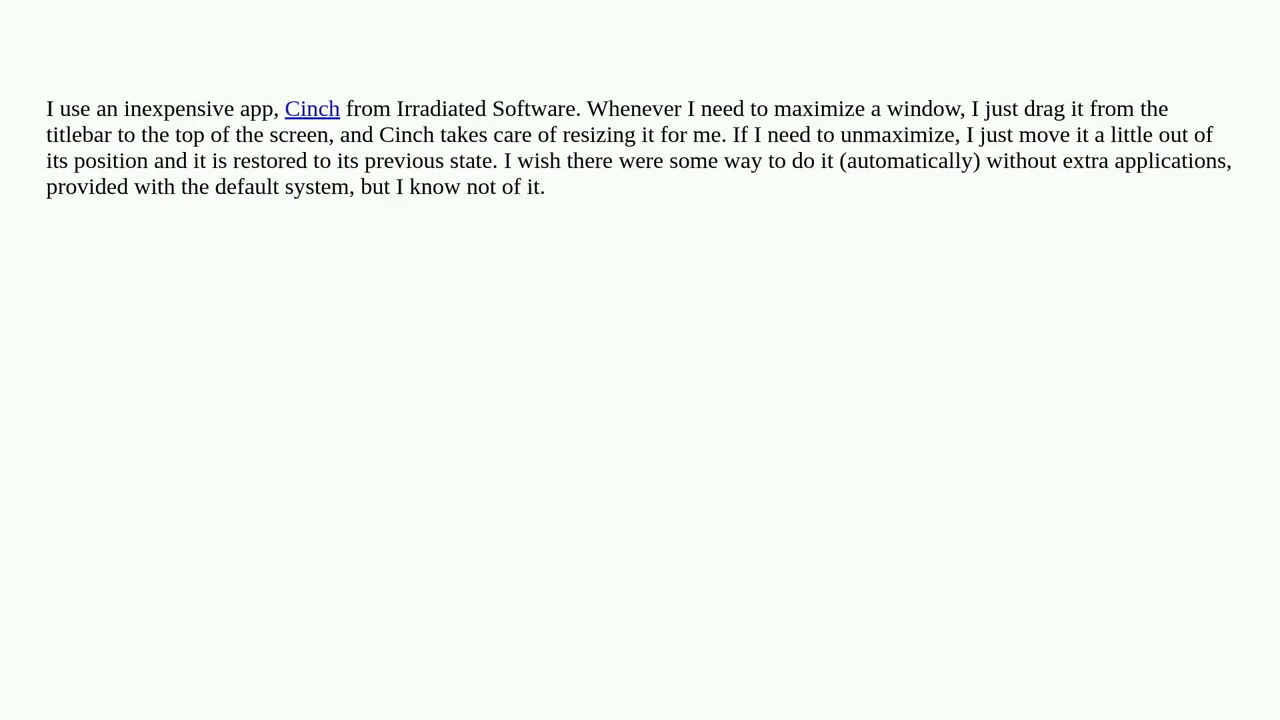 I use an inexpensive app, Cinch from Irradiated Software. Whenever I need to maximize a window, I just drag it from the
titlebar to the top of the screen, and Cinch takes care of resizing it for me. If I need to unmaximize, I just move it a little out of
its position and it is restored to its previous state. I wish there were some way to do it (automatically) without extra applications,
provided with the default system, but I know not of it.